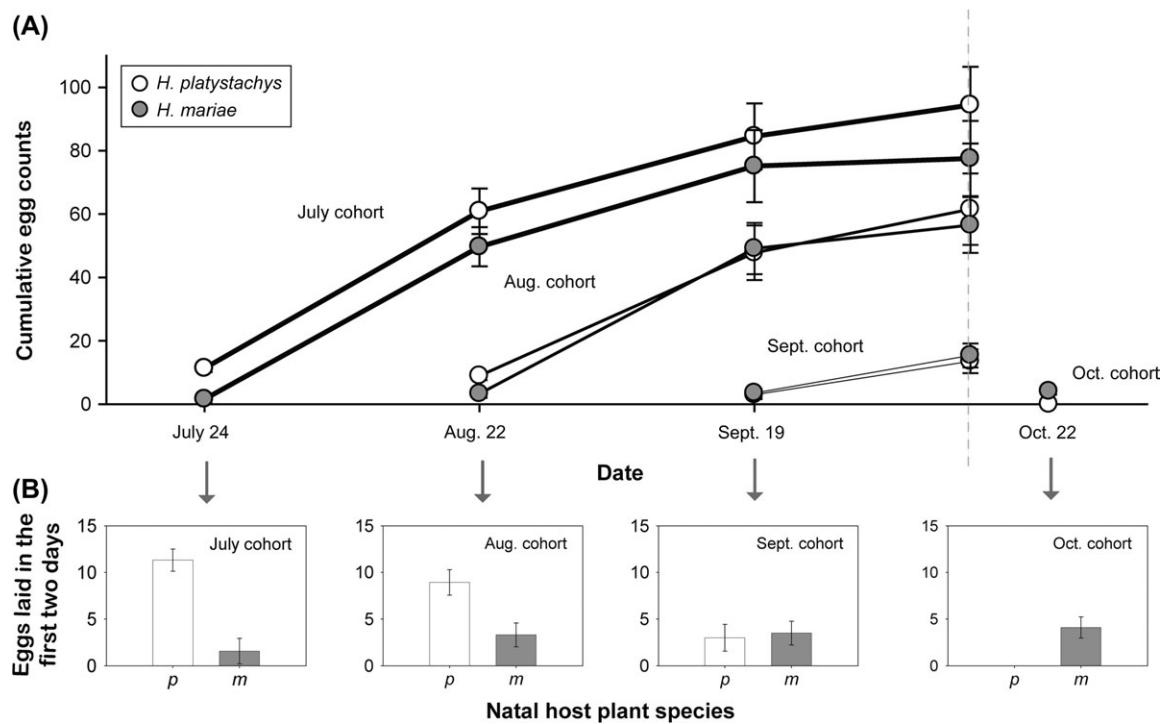 (A)
H. platystachys
H. mariae
Cumulative egg counts
100
80
60
40
20
0
July cohort
Aug. cohort
Sept. cohort
Oct. cohort
July 24
Aug. 22
Sept. 19
Oct. 22
Date
(B)
Eggs laid in the
first two days
15
10
5
0
July cohort
p
m
15
10
5
0
Aug. cohort
p
m
15
10
5
0
Sept. cohort
p
m
15
10
5
0
Oct. cohort
p
m
Natal host plant species